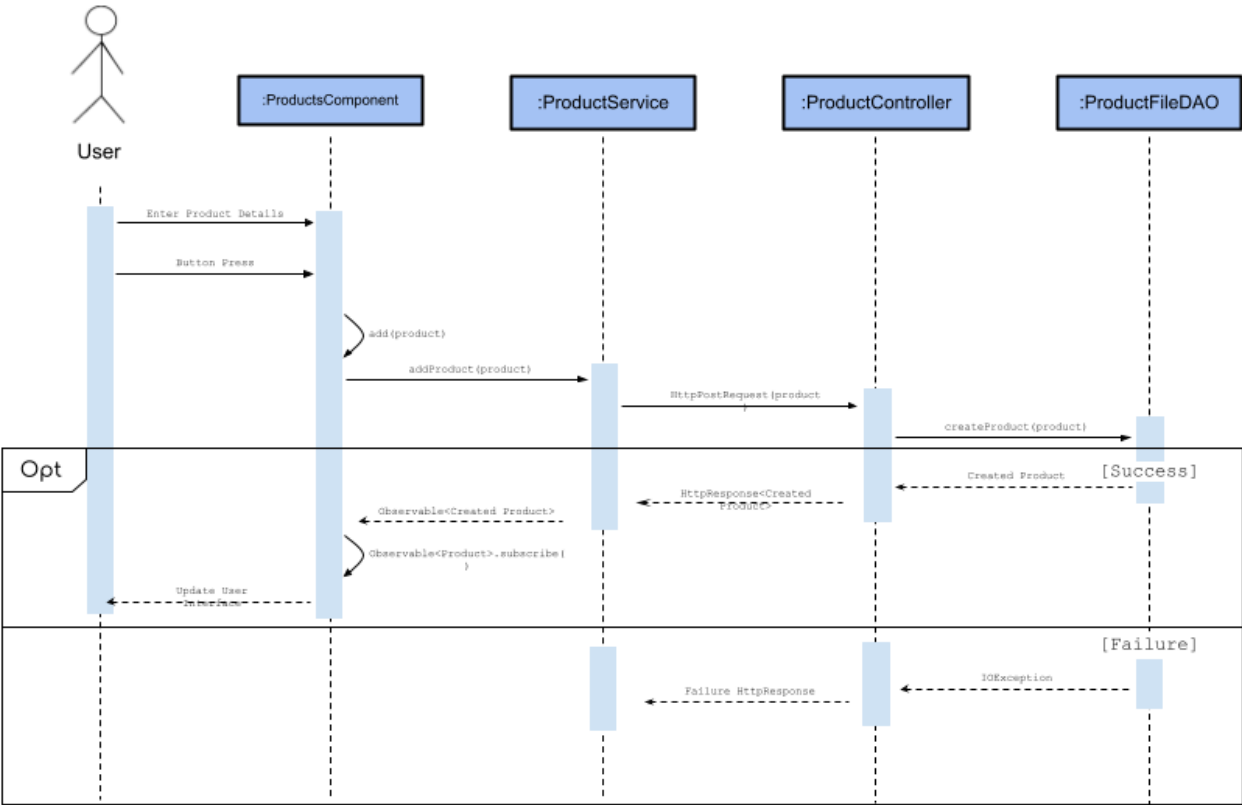 User
:ProductsComponent
:ProductService
:ProductController
:ProductFileDAO
Enter Product Details
Button Press
add(product)
addProduct(product)
HttpPostRequest(product
)
createProduct(product)
Opt
[Success]
Created Product
HttpResponse<Created
Product>
Observable<Created Product>
Observable<Product>.subscribe(
)
Update User
Interface
[Failure]
IOException
Failure HttpResponse